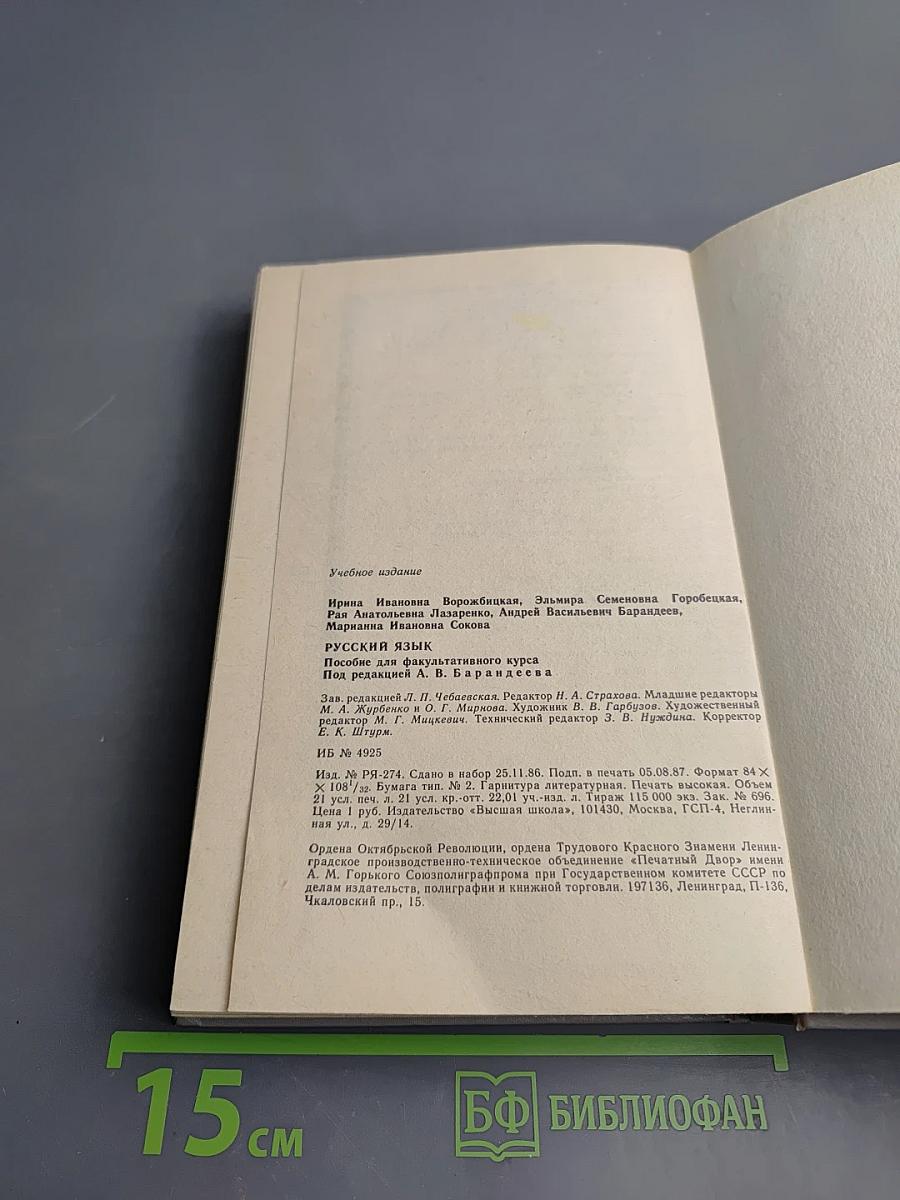 Учебное издание
Ирина Ивановна Ворожбицкая, Эльмира Семеновна Горобецкая,
Рая Анатольевна Лазаренко, Андрей Васильевич Барандеев,
Марианна Ивановна Сокова
РУССКИЙ ЯЗЫК
Пособие для факультативного курса
Под редакцией А. В. Барандеева
Зав. редакцией Л. П. Чебаевская. Редактор Н. А. Страхова. Младшие редакторы
М. А. Журбенко и О. Г. Мирнова. Художник В. В. Гарбузов. Художественный
редактор М. Г. Мицкевич. Технический редактор З. В. Нуждина. Корректор
Е. К. Штурм.
ИБ № 4925
Изд. № РЯ-274. Сдано в набор 25.11.86. Подп. в печать 05.08.87. Формат 84×
×108¹/₃₂. Бумага тип. № 2. Гарнитура литературная. Печать высокая. Объем
21 усл. печ. л. 21 усл. кр.-отт. 22,01 уч.-изд. л. Тираж 115 000 экз. Зак. № 696.
Цена 1 руб. Издательство «Высшая школа», 101430, Москва, ГСП-4, Неглин-
ная ул., д. 29/14.
Ордена Октябрьской Революции, ордена Трудового Красного Знамени Ленин-
градское производственно-техническое объединение «Печатный Двор» имени
А. М. Горького Союзполиграфпрома при Государственном комитете СССР по
делам издательств, полиграфии и книжной торговли. 197136, Ленинград, П-136,
Чкаловский пр., 15.
15 СМ
БФ БИБЛИОФАН